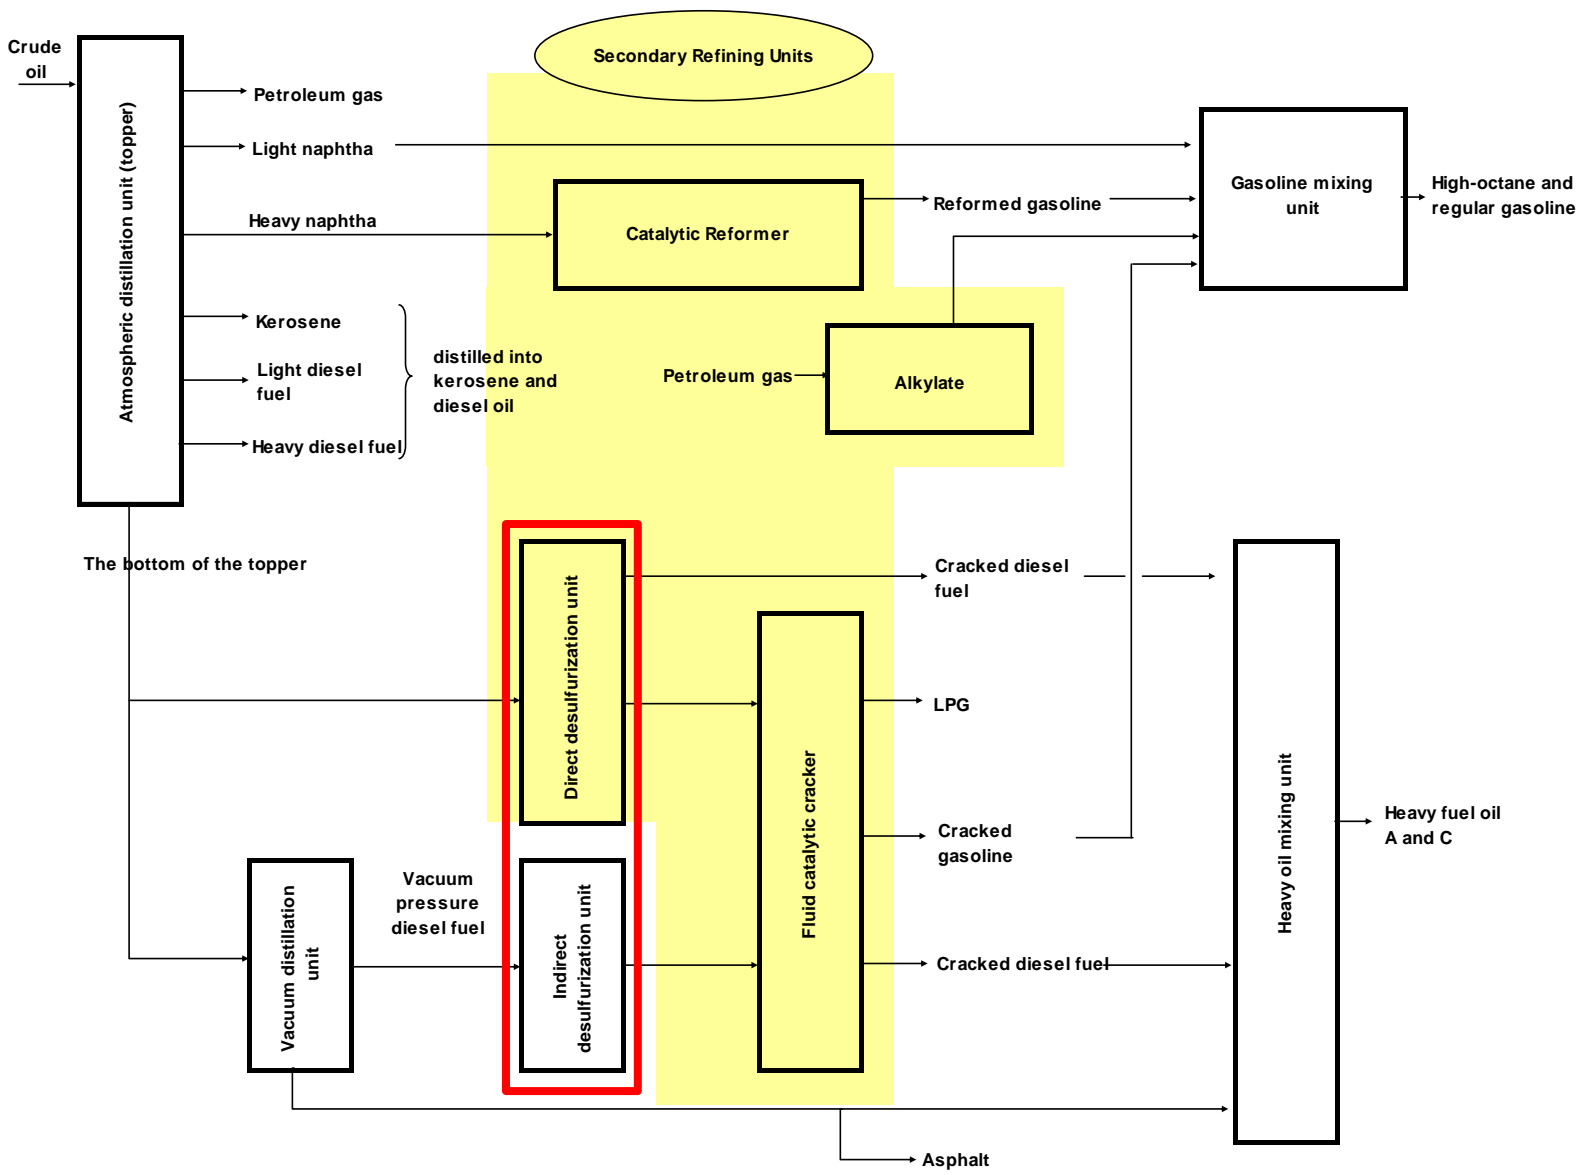 Crude
oil
Secondary Refining Units
Atmospheric distillation unit (topper)
Petroleum gas
Light naphtha
Heavy naphtha
Catalytic Reformer
Reformed gasoline
Gasoline mixing
unit
High-octane and
regular gasoline
Kerosene
Light diesel
fuel
Heavy diesel fuel
distilled into
kerosene and
diesel oil
Petroleum gas
Alkylate
The bottom of the topper
Direct desulfurization unit
Cracked diesel
fuel
LPG
Fluid catalytic cracker
Cracked
gasoline
Heavy oil mixing unit
Heavy fuel oil
A and C
Vacuum distillation
unit
Vacuum
pressure
diesel fuel
Indirect
desulfurization unit
Cracked diesel fuel
Asphalt